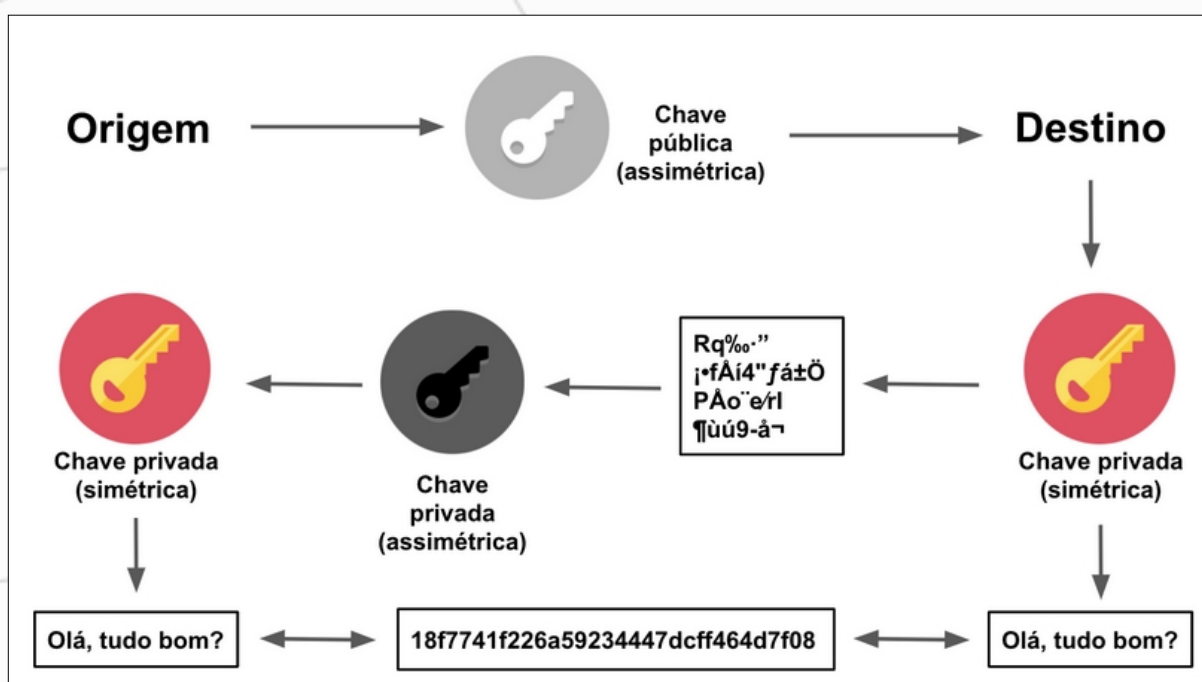 Origem
Chave
pública
(assimétrica)
Destino
Rq‰·”
¡•fÅí4"ƒá±Ö
PÅo¨e⁄rI
¶ùú9-å¬
Chave privada
(simétrica)
Chave
privada
(assimétrica)
Chave privada
(simétrica)
Olá, tudo bom?
18f7741f226a59234447dcff464d7f08
Olá, tudo bom?